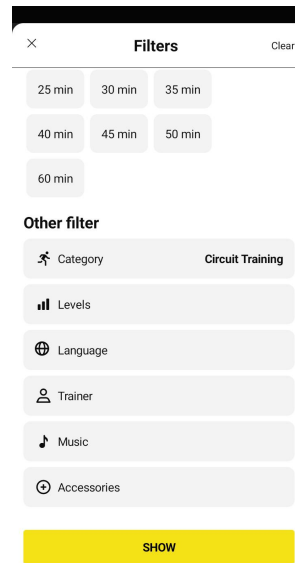 Filters
Clear
25 min 30 min 35 min
40 min 45 min 50 min
60 min
Other filter
Category Circuit Training
Levels
Language
Trainer
Music
Accessories
SHOW